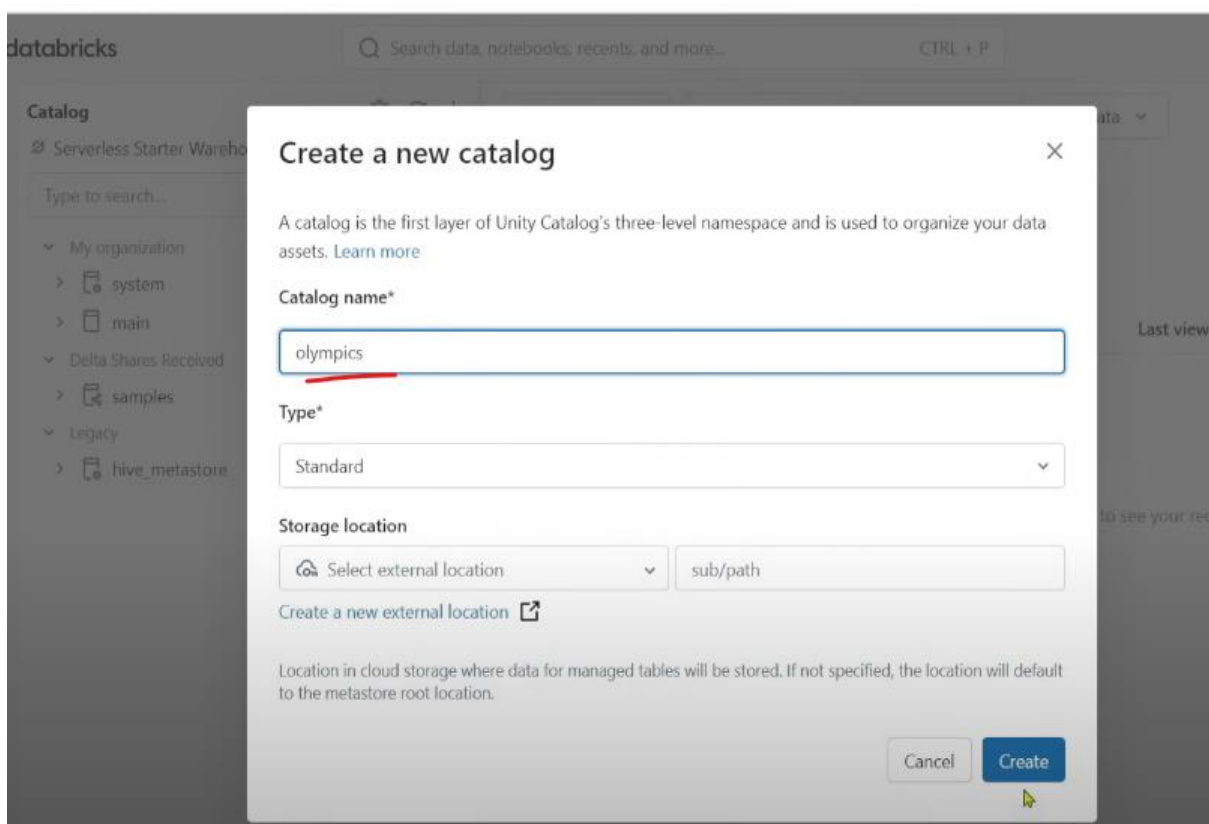 databricks
Search data, notebooks, recents, and more...
CTRL + P
Catalog
Serverless Starter Wareho
Type to search...
My organization
system
main
Delta Shares Received
samples
Legacy
hive_metastore
ata
Last view
to see your rec
Create a new catalog
A catalog is the first layer of Unity Catalog's three-level namespace and is used to organize your data
assets. Learn more
Catalog name*
olympics
Type*
Standard
Storage location
Select external location
sub/path
Create a new external location
Location in cloud storage where data for managed tables will be stored. If not specified, the location will default
to the metastore root location.
Cancel
Create